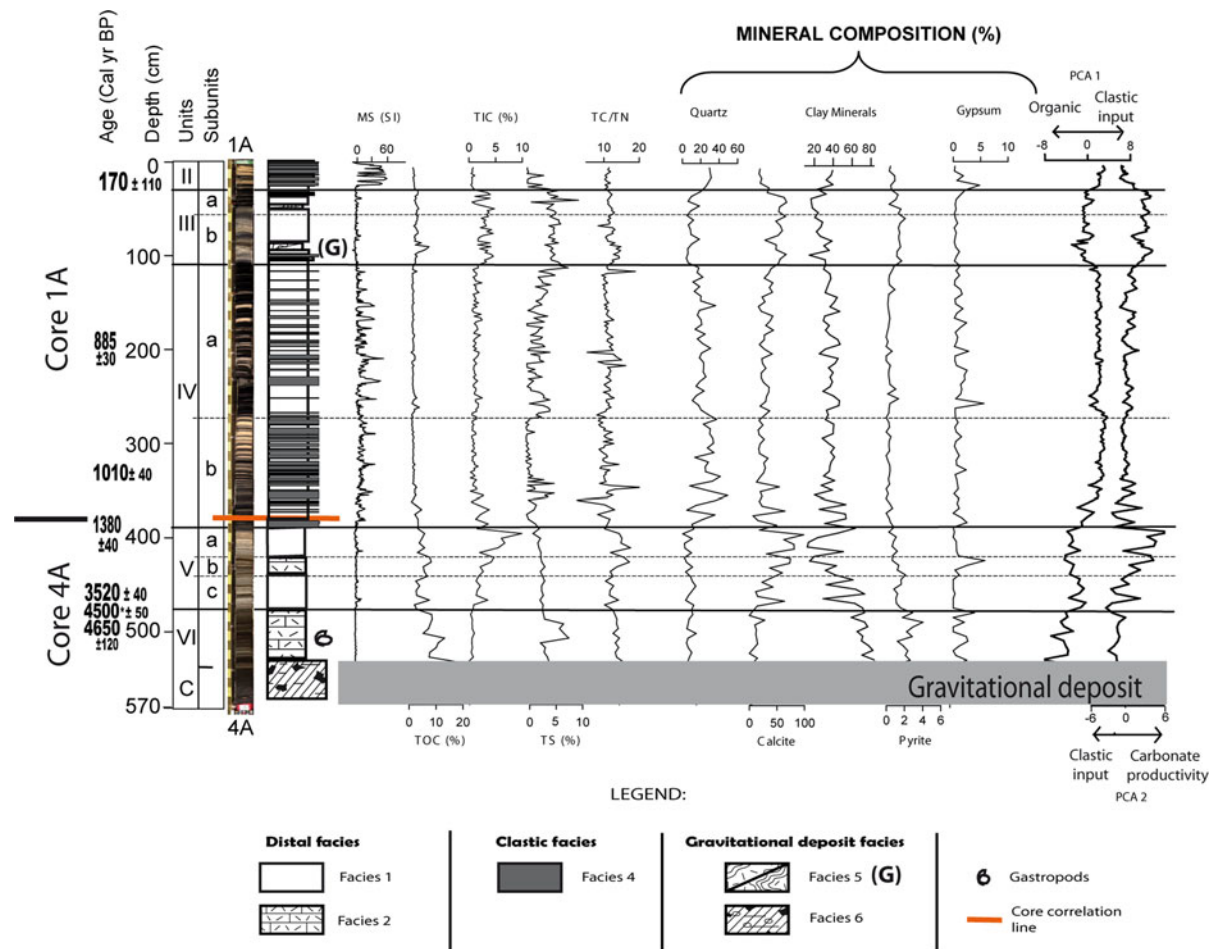 MINERAL COMPOSITION (%)
Age (Cal yr BP)
Depth (cm)
Units
Subunits
1A
MS (SI)
TIC (%)
TC/TN
Quartz
Clay Minerals
Gypsum
PCA 1
Organic
Clastic
input
0 60
0 5 10
10 20
0 20 40 60
20 40 60 80
0 5 10
-8 0 8
Core 1A
Core 4A
0
100
200
300
400
500
570
170 ± 110
885
±30
1010± 40
1380
±40
3520 ± 40
4500*± 50
4650
±120
II
III
a
b
(G)
IV
a
b
V
a
b
c
VI
C
4A
Gravitational deposit
0 10 20
TOC (%)
0 5 10
TS (%)
0 50 100
Calcite
0 2 4 6
Pyrite
-6 0 6
Clastic
input
Carbonate
productivity
PCA 2
LEGEND:
Distal facies
Facies 1
Facies 2
Clastic facies
Facies 4
Gravitational deposit facies
Facies 5 (G)
Facies 6
Gastropods
Core correlation
line